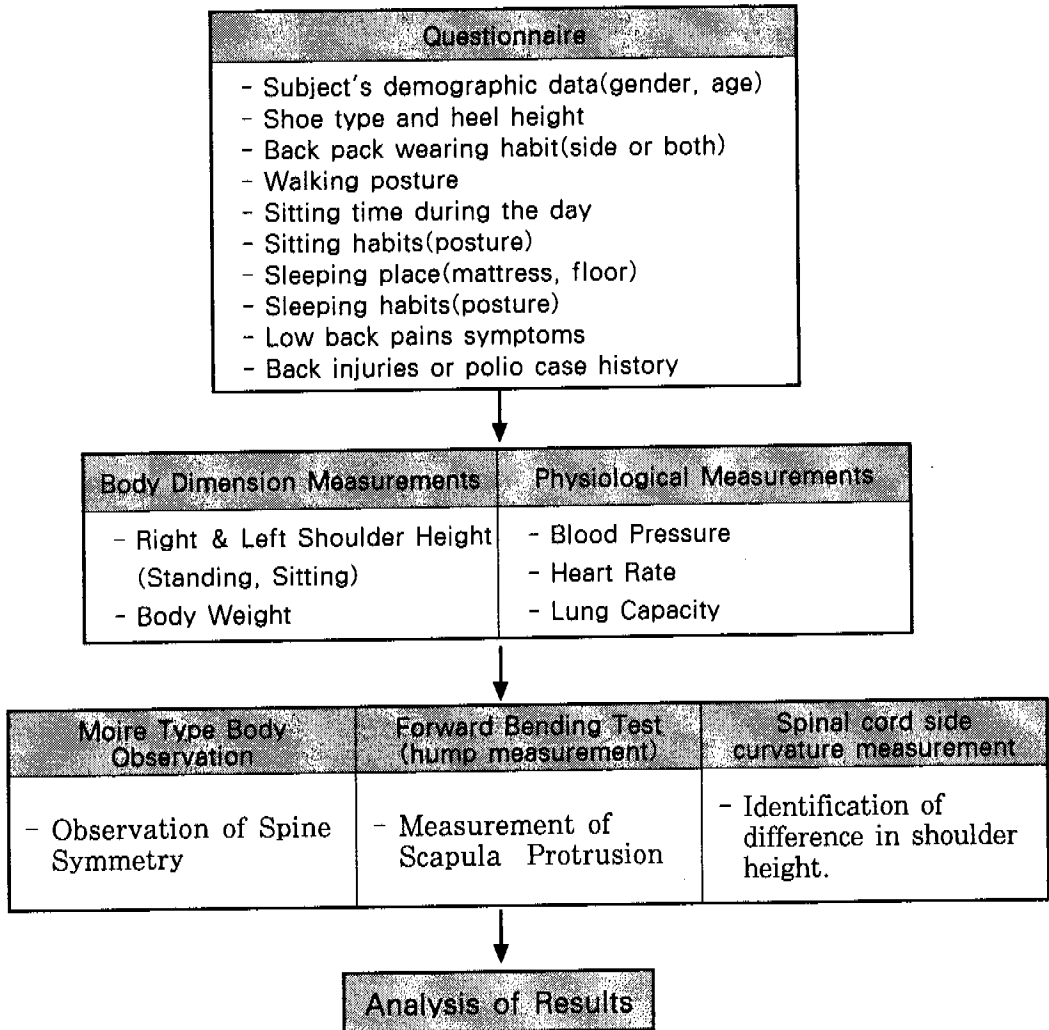 Questionnaire
- Subject's demographic data(gender, age)
- Shoe type and heel height
- Back pack wearing habit(side or both)
- Walking posture
- Sitting time during the day
- Sitting habits(posture)
- Sleeping place(mattress, floor)
- Sleeping habits(posture)
- Low back pains symptoms
- Back injuries or polio case history
Body Dimension Measurements
- Right & Left Shoulder Height
(Standing, Sitting)
- Body Weight
Physiological Measurements
- Blood Pressure
- Heart Rate
- Lung Capacity
Moire Type Body
Observation
- Observation of Spine
Symmetry
Forward Bending Test
(hump measurement)
- Measurement of
Scapula Protrusion
Spinal cord side
curvature measurement
- Identification of
difference in shoulder
height.
Analysis of Results